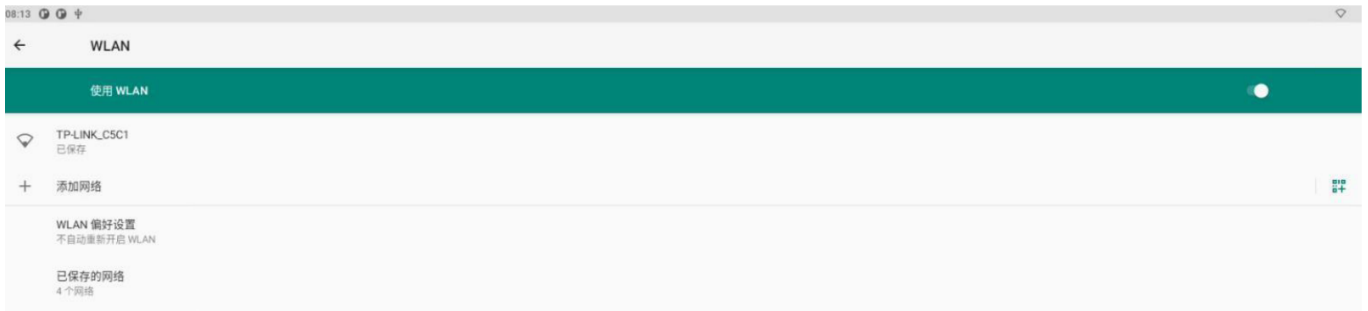 08:13
WLAN
使用 WLAN
TP-LINK_C5C1
已保存
添加网络
WLAN 偏好设置
不自动重新开启 WLAN
已保存的网络
4 个网络